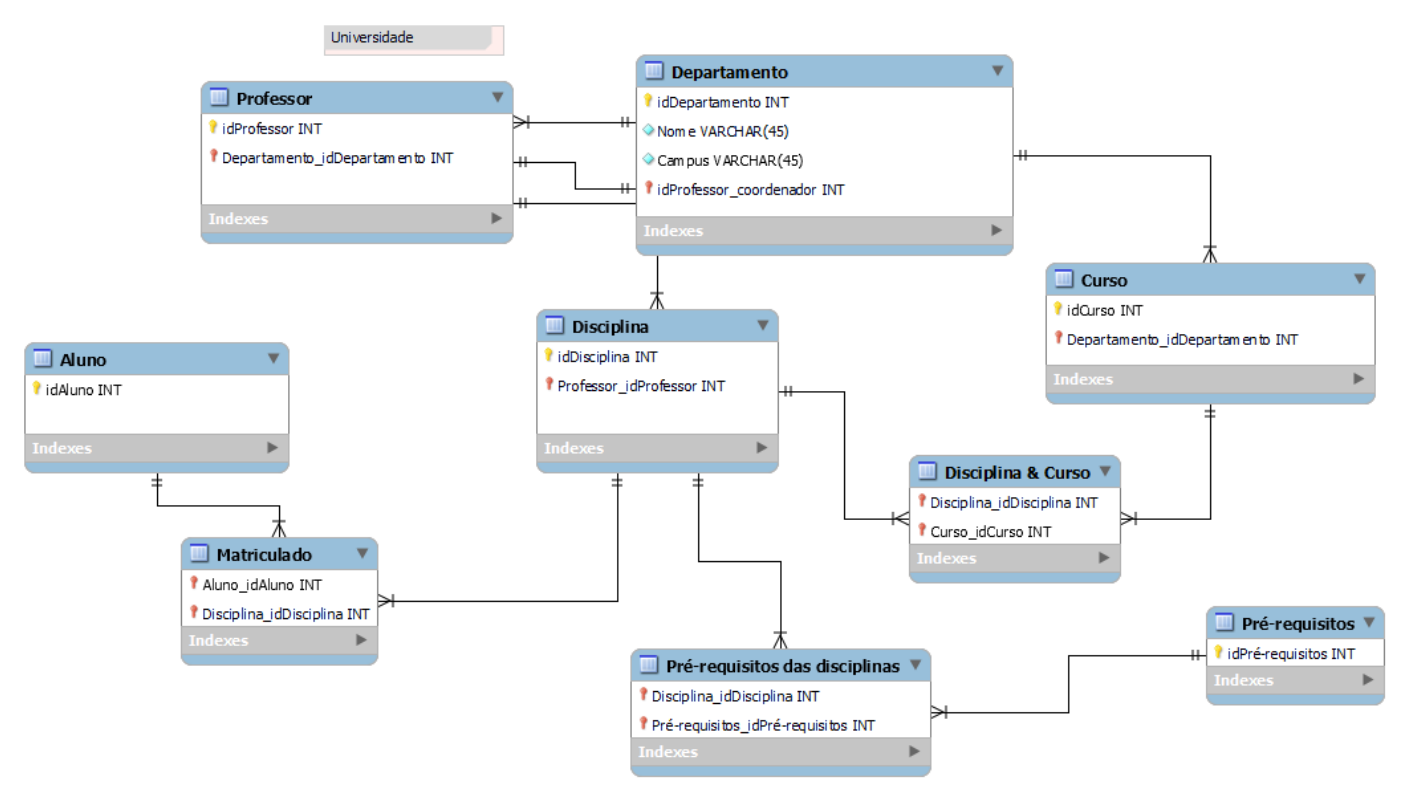 Universidade
Professor
idProfessor INT
Departamento_idDepartamento INT
Indexes
Departamento
idDepartamento INT
Nome VARCHAR(45)
Campus VARCHAR(45)
idProfessor_coordenador INT
Indexes
Curso
idCurso INT
Departamento_idDepartamento INT
Indexes
Disciplina
idDisciplina INT
Professor_idProfessor INT
Indexes
Aluno
idAluno INT
Indexes
Disciplina & Curso
Disciplina_idDisciplina INT
Curso_idCurso INT
Indexes
Matriculado
Aluno_idAluno INT
Disciplina_idDisciplina INT
Indexes
Pré-requisitos das disciplinas
Disciplina_idDisciplina INT
Pré-requisitos_idPré-requisitos INT
Indexes
Pré-requisitos
idPré-requisitos INT
Indexes